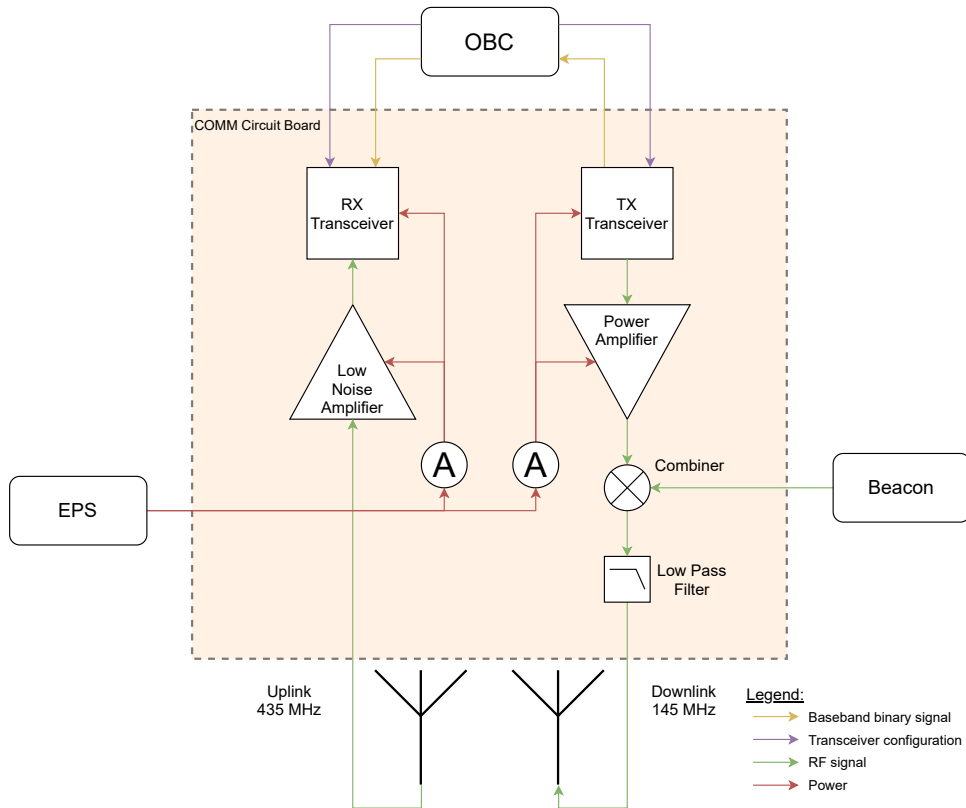 OBC
COMM Circuit Board
RX
Transceiver
TX
Transceiver
Power
Amplifier
Low
Noise
Amplifier
A
A
Combiner
EPS
Beacon
Low Pass
Filter
Uplink
435 MHz
Downlink
145 MHz
Legend:
Baseband binary signal
Transceiver configuration
RF signal
Power